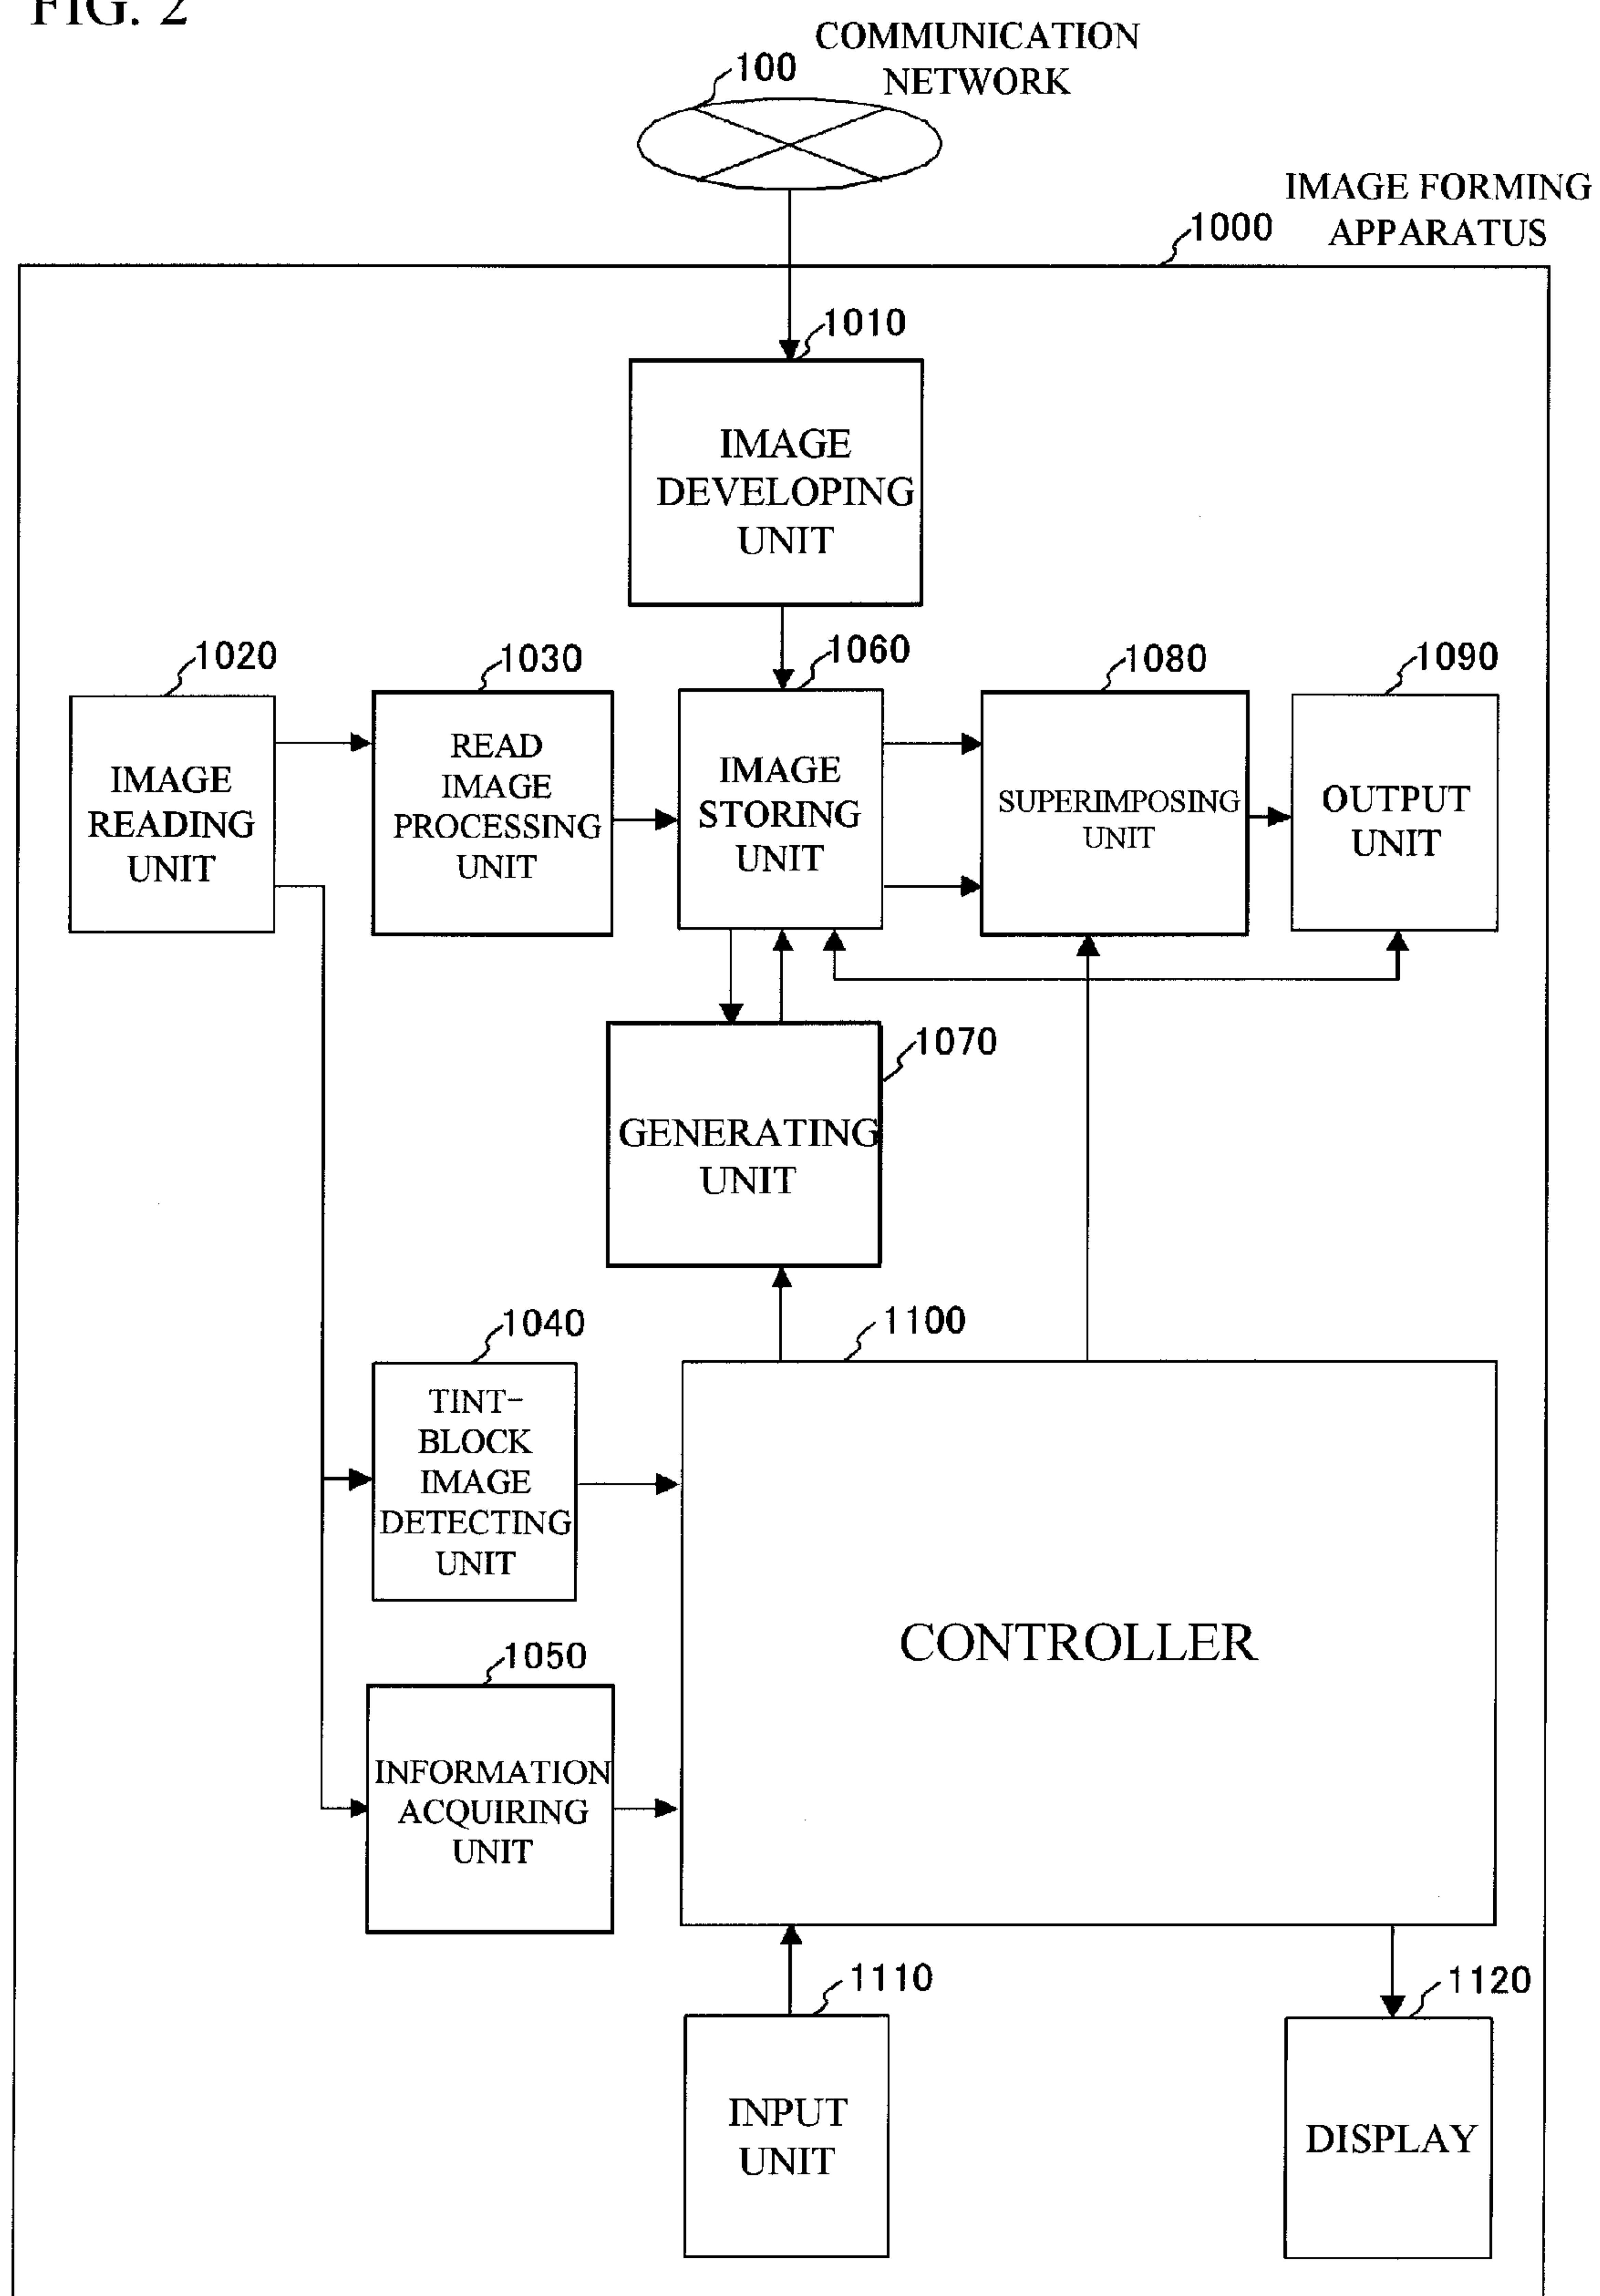 FIG. 2
COMMUNICATION
NETWORK
100
IMAGE FORMING
APPARATUS
1000
1010
IMAGE
DEVELOPING
UNIT
1020
IMAGE
READING
UNIT
1030
READ
IMAGE
PROCESSING
UNIT
1060
IMAGE
STORING
UNIT
1080
SUPERIMPOSING
UNIT
1090
OUTPUT
UNIT
1070
GENERATING
UNIT
1040
TINT-
BLOCK
IMAGE
DETECTING
UNIT
1100
CONTROLLER
1050
INFORMATION
ACQUIRING
UNIT
1110
INPUT
UNIT
1120
DISPLAY